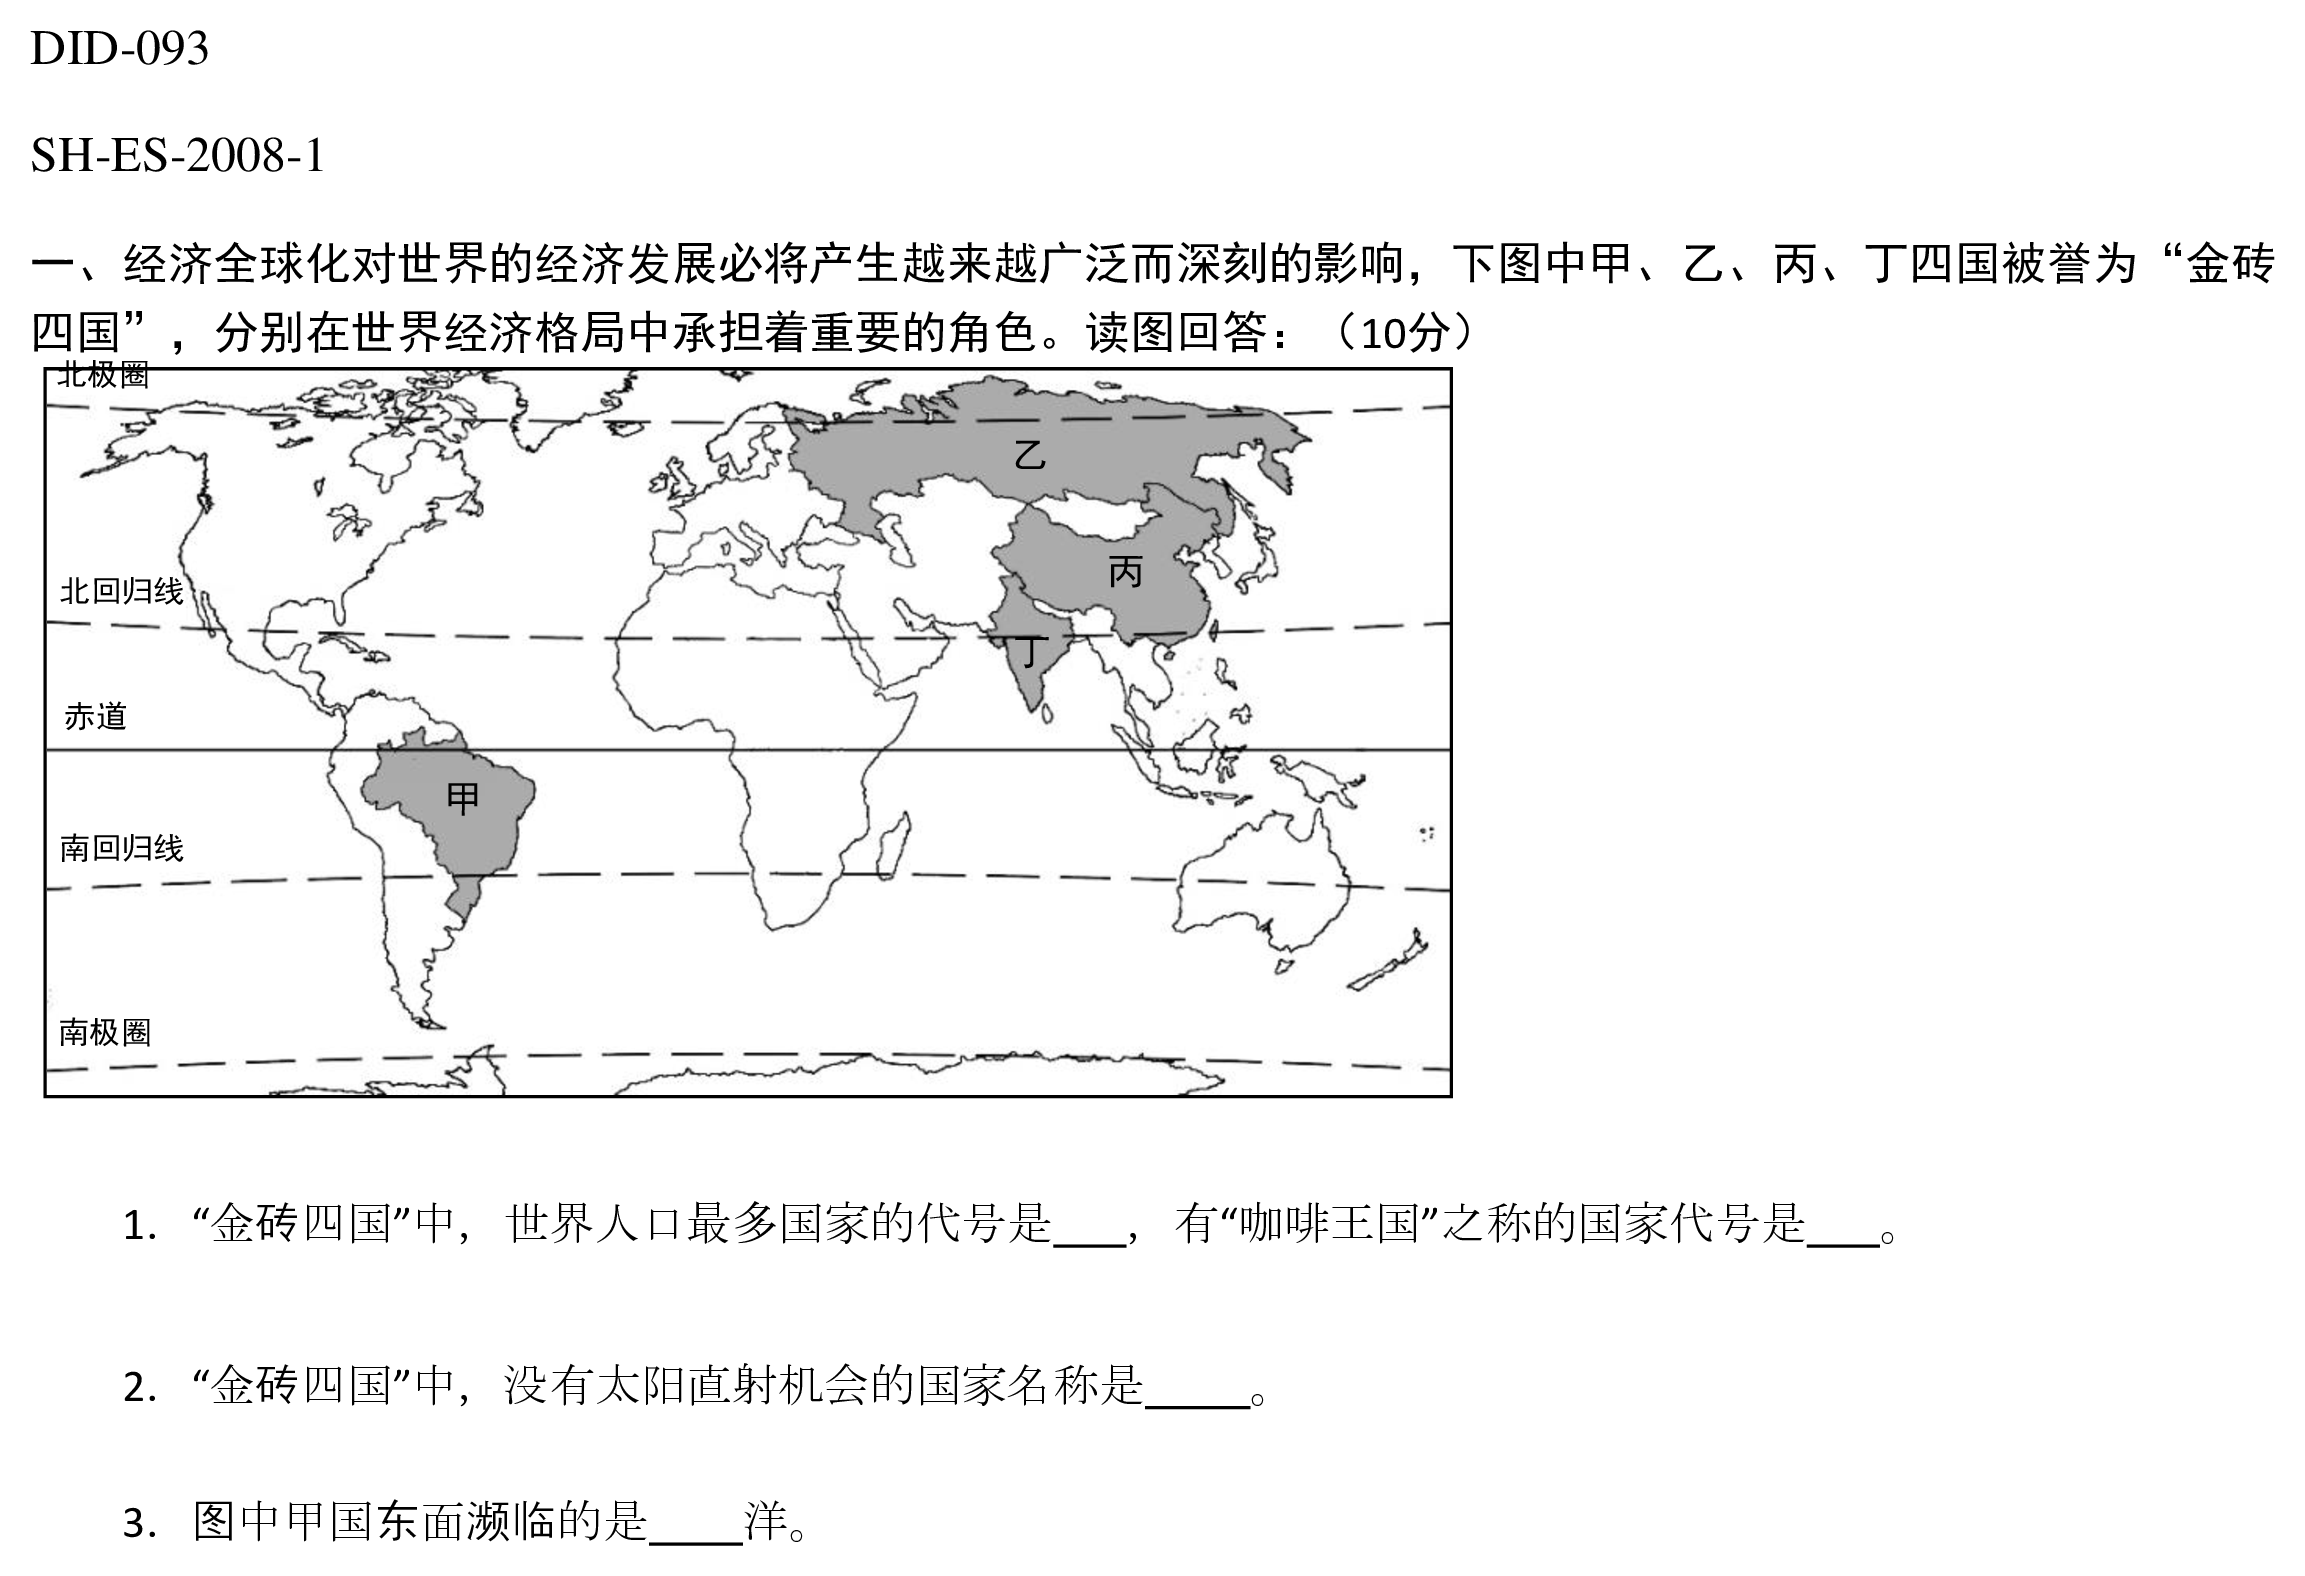 DID-093
SH-ES-2008-1
一、经济全球化对世界的经济发展必将产生越来越广泛而深刻的影响，下图中甲、乙、丙、丁四国被誉为“金砖
四国”，分别在世界经济格局中承担着重要的角色。读图回答：（10分）
北极圈
乙
丙
北回归线
丁
赤道
甲
南回归线
南极圈
1. “金砖四国”中，世界人口最多国家的代号是___，有“咖啡王国”之称的国家代号是___。
2. “金砖四国”中，没有太阳直射机会的国家名称是____。
3. 图中甲国东面濒临的是____洋。